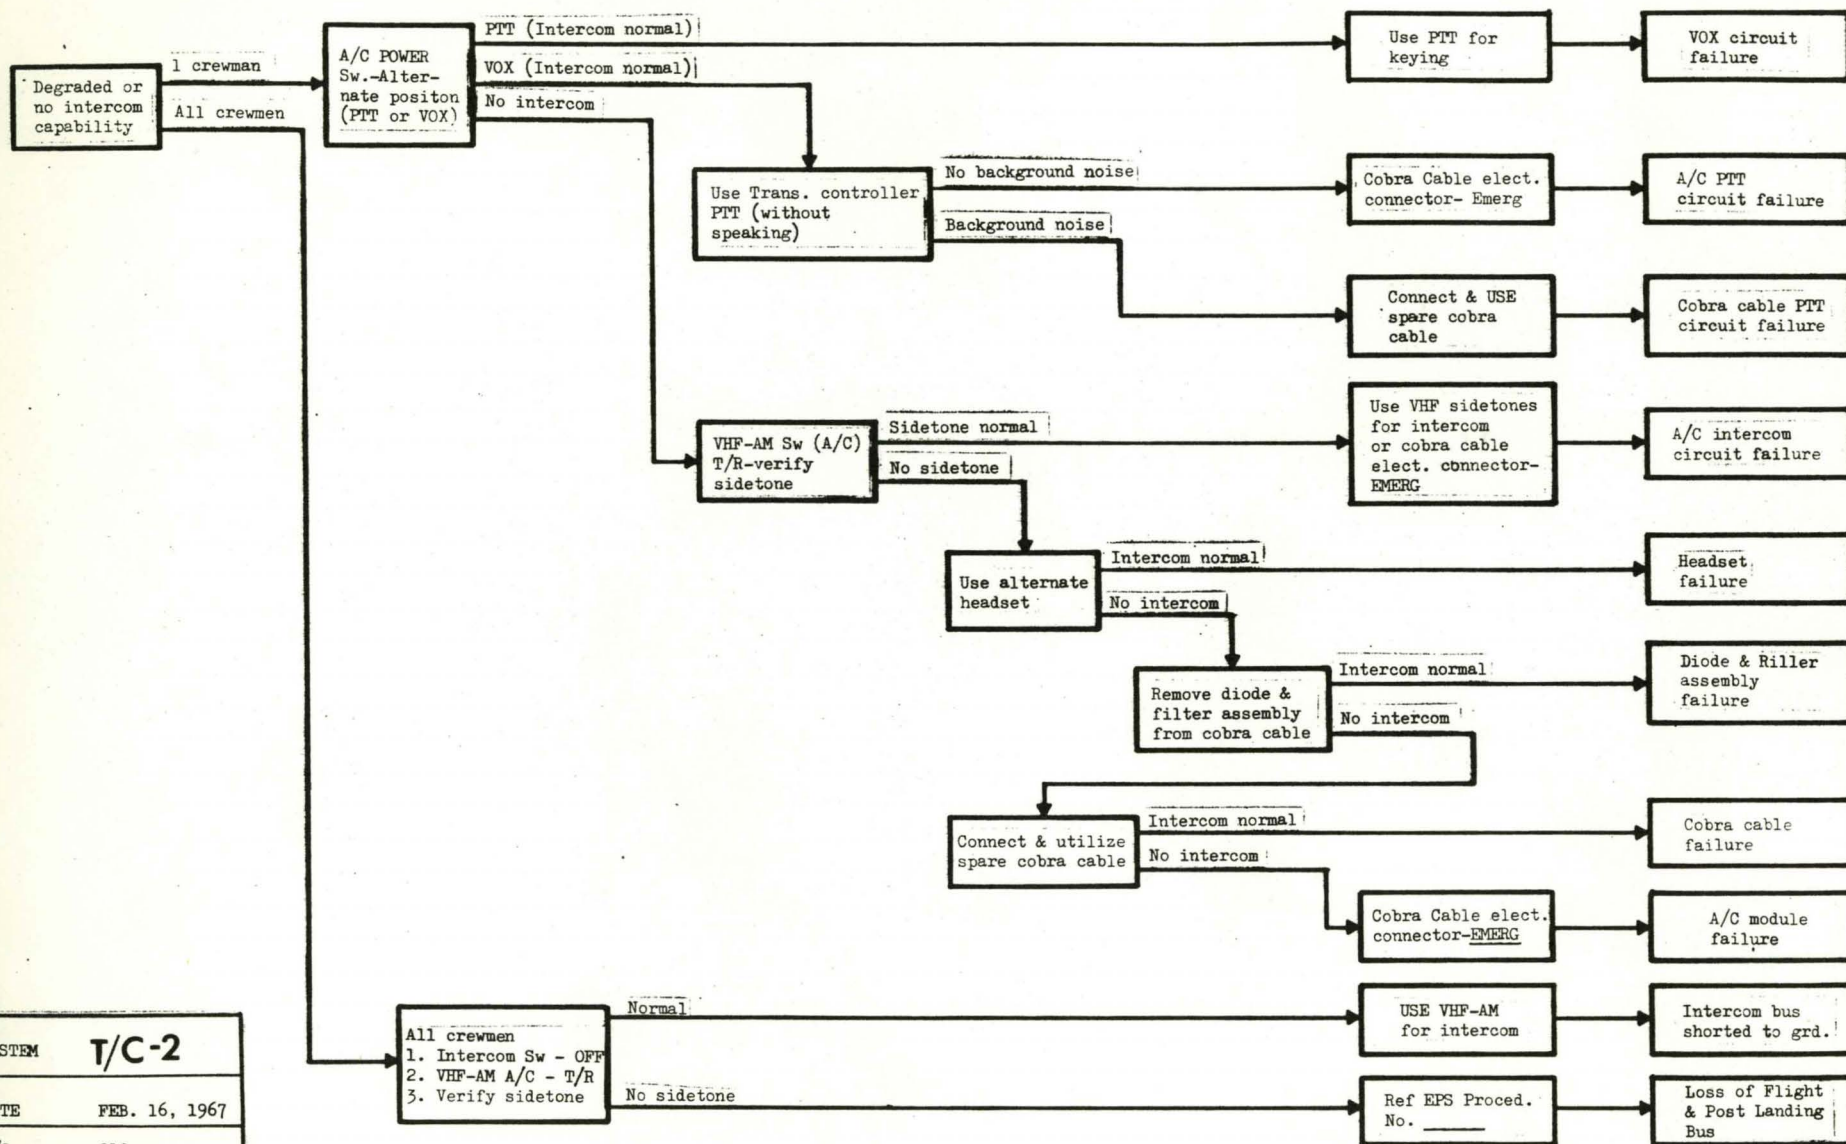 Degraded or
no intercom
capability
1 crewman
All crewmen
A/C POWER
Sw.-Alter-
nate positon
(PTT or VOX)
PTT (Intercom normal)
VOX (Intercom normal)
No intercom
Use PTT for
keying
VOX circuit
failure
Use Trans. controller
PTT (without
speaking)
No background noise
Background noise
Cobra Cable elect.
connector- Emerg
A/C PTT
circuit failure
Connect & USE
spare cobra
cable
Cobra cable PTT
circuit failure
VHF-AM Sw (A/C)
T/R-verify
sidetone
Sidetone normal
No sidetone
Use VHF sidetones
for intercom
or cobra cable
elect. connector-
EMERG
A/C intercom
circuit failure
Use alternate
headset
Intercom normal
No intercom
Headset
failure
Remove diode &
filter assembly
from cobra cable
Intercom normal
No intercom
Diode & Riller
assembly
failure
Connect & utilize
spare cobra cable
Intercom normal
No intercom
Cobra cable
failure
Cobra Cable elect.
connector-EMERG
A/C module
failure
All crewmen
1. Intercom Sw - OFF
2. VHF-AM A/C - T/R
3. Verify sidetone
Normal
No sidetone
USE VHF-AM
for intercom
Intercom bus
shorted to grd.
Ref EPS Proced.
No. ______
Loss of Flight
& Post Landing
Bus
STEM T/C-2
TE FEB. 16, 1967